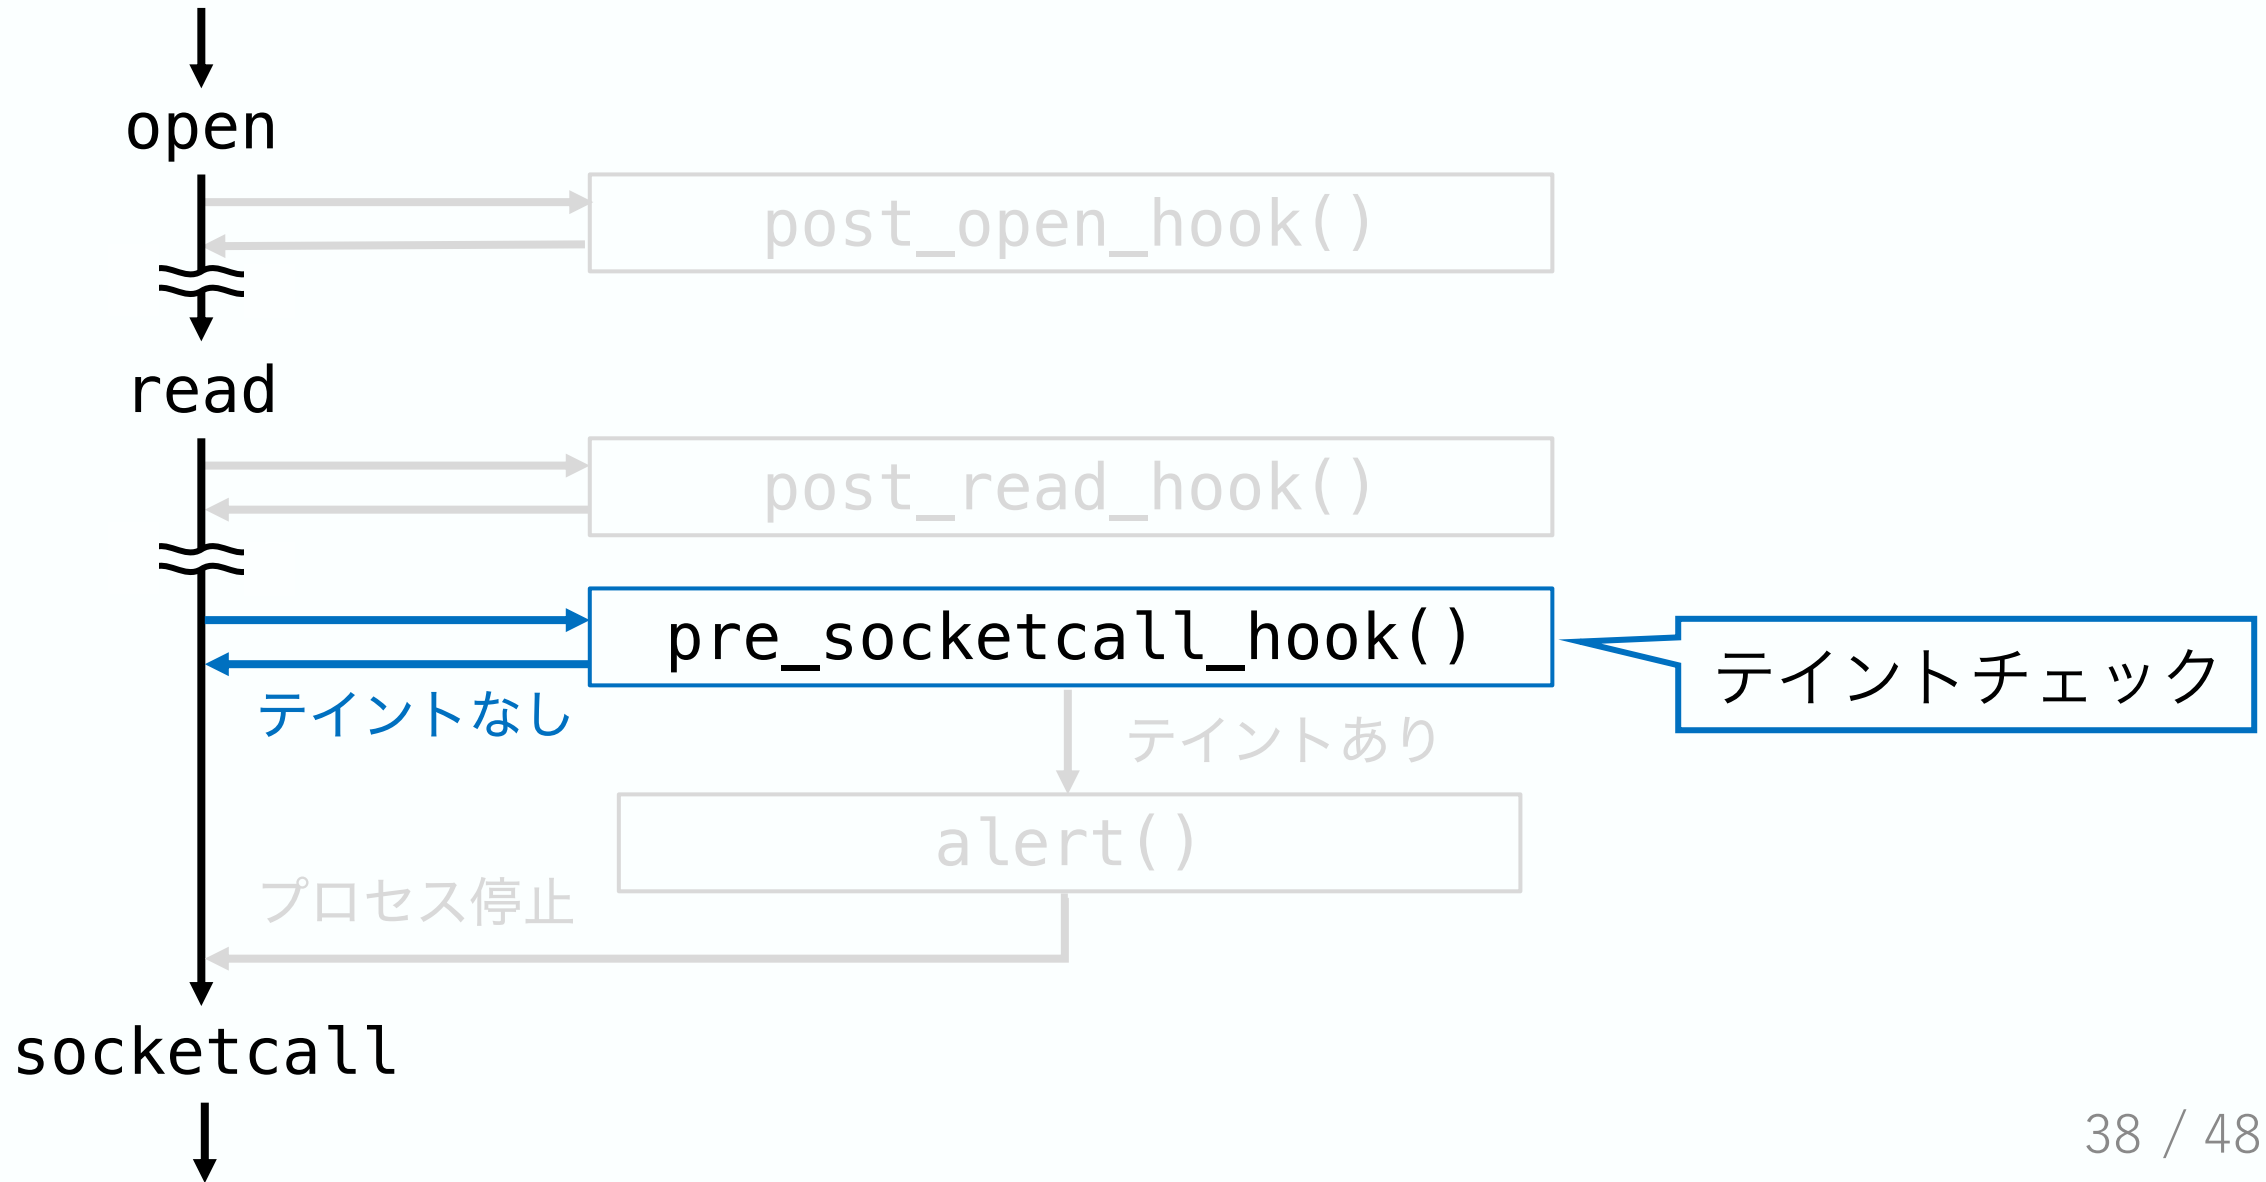 open
post_open_hook()
read
post_read_hook()
pre_socketcall_hook()
テイントチェック
テイントなし
テイントあり
alert()
プロセス停止
socketcall
38 / 48